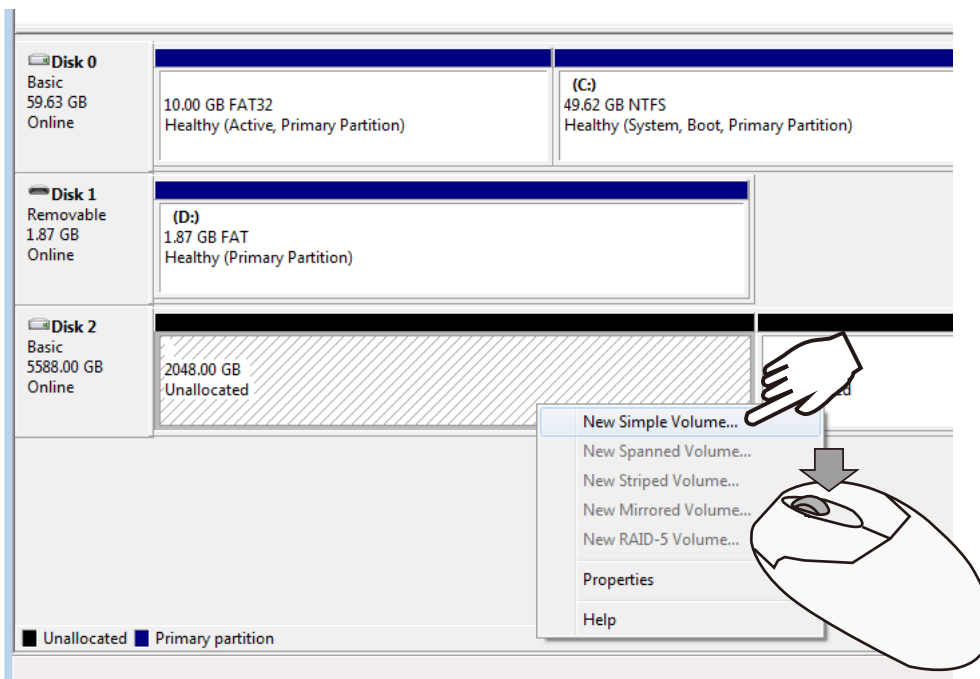 Disk 0
Basic
59.63 GB
Online
10.00 GB FAT32
Healthy (Active, Primary Partition)
(C:)
49.62 GB NTFS
Healthy (System, Boot, Primary Partition)
Disk 1
Removable
1.87 GB
Online
(D:)
1.87 GB FAT
Healthy (Primary Partition)
Disk 2
Basic
5588.00 GB
Online
2048.00 GB
Unallocated
New Simple Volume...
New Spanned Volume...
New Striped Volume...
New Mirrored Volume...
New RAID-5 Volume...
Properties
Help
Unallocated Primary partition